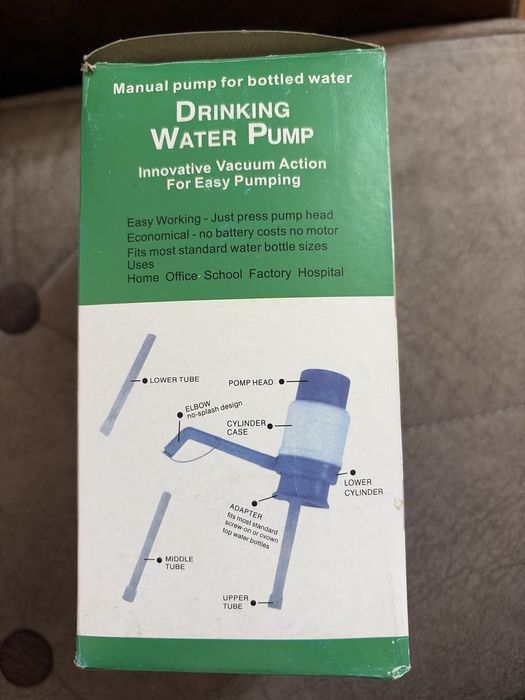 Manual pump for bottled water
DRINKING
WATER PUMP
Innovative Vacuum Action
For Easy Pumping
Easy Working - Just press pump head
Economical - no battery costs no motor
Fits most standard water bottle sizes
Uses
Home Office School Factory Hospital
LOWER TUBE
POMP HEAD
ELBOW
no-splash design
CYLINDER
CASE
LOWER
CYLINDER
ADAPTER
fits most standard
screw-on or cvown
top water bottles
MIDDLE
TUBE
UPPER
TUBE